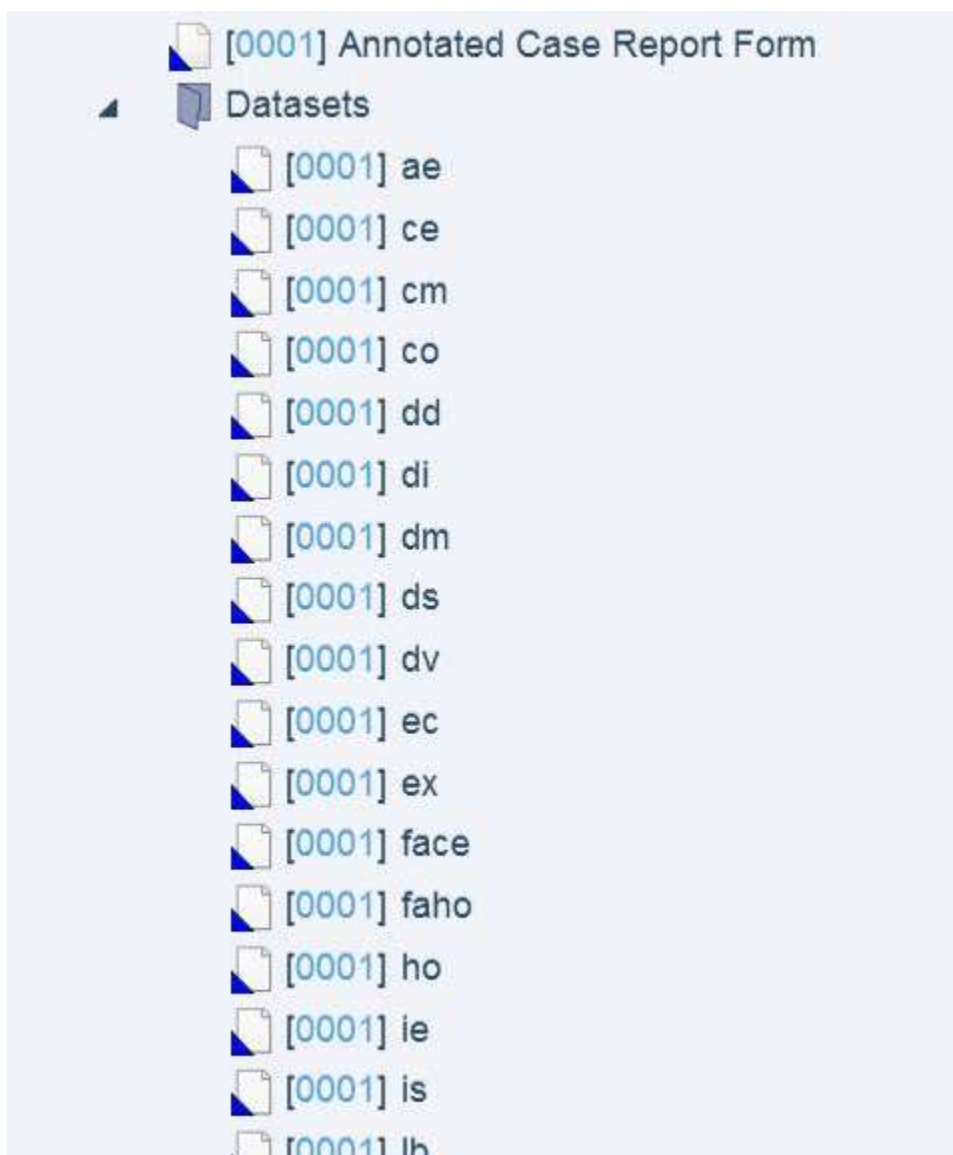 [0001] Annotated Case Report Form
Datasets
[0001] ae
[0001] ce
[0001] cm
[0001] co
[0001] dd
[0001] di
[0001] dm
[0001] ds
[0001] dv
[0001] ec
[0001] ex
[0001] face
[0001] faho
[0001] ho
[0001] ie
[0001] is
[0001] lb